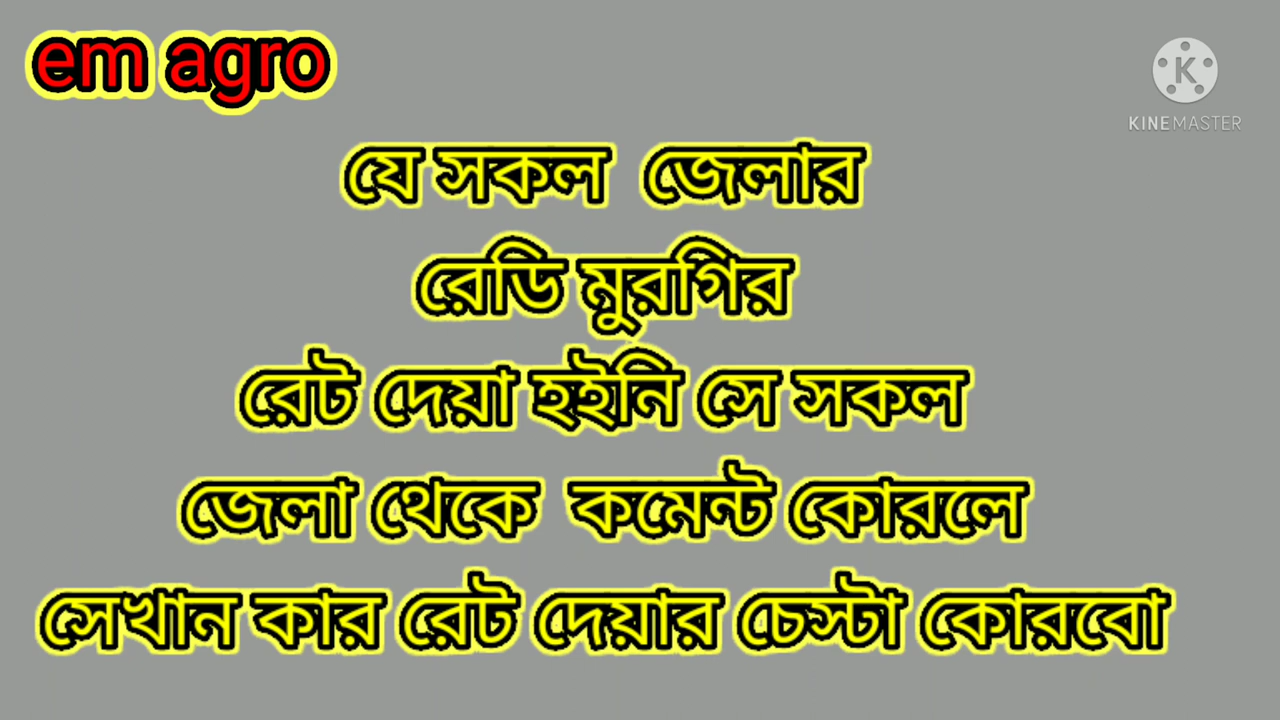 em agro
KINEMASTER
যে সকল জেলার
রেডি মুরগির
রেট দেয়া হইনি সে সকল
জেলা থেকে কমেন্ট কোরলে
সেখান কার রেট দেয়ার চেস্টা কোরবো